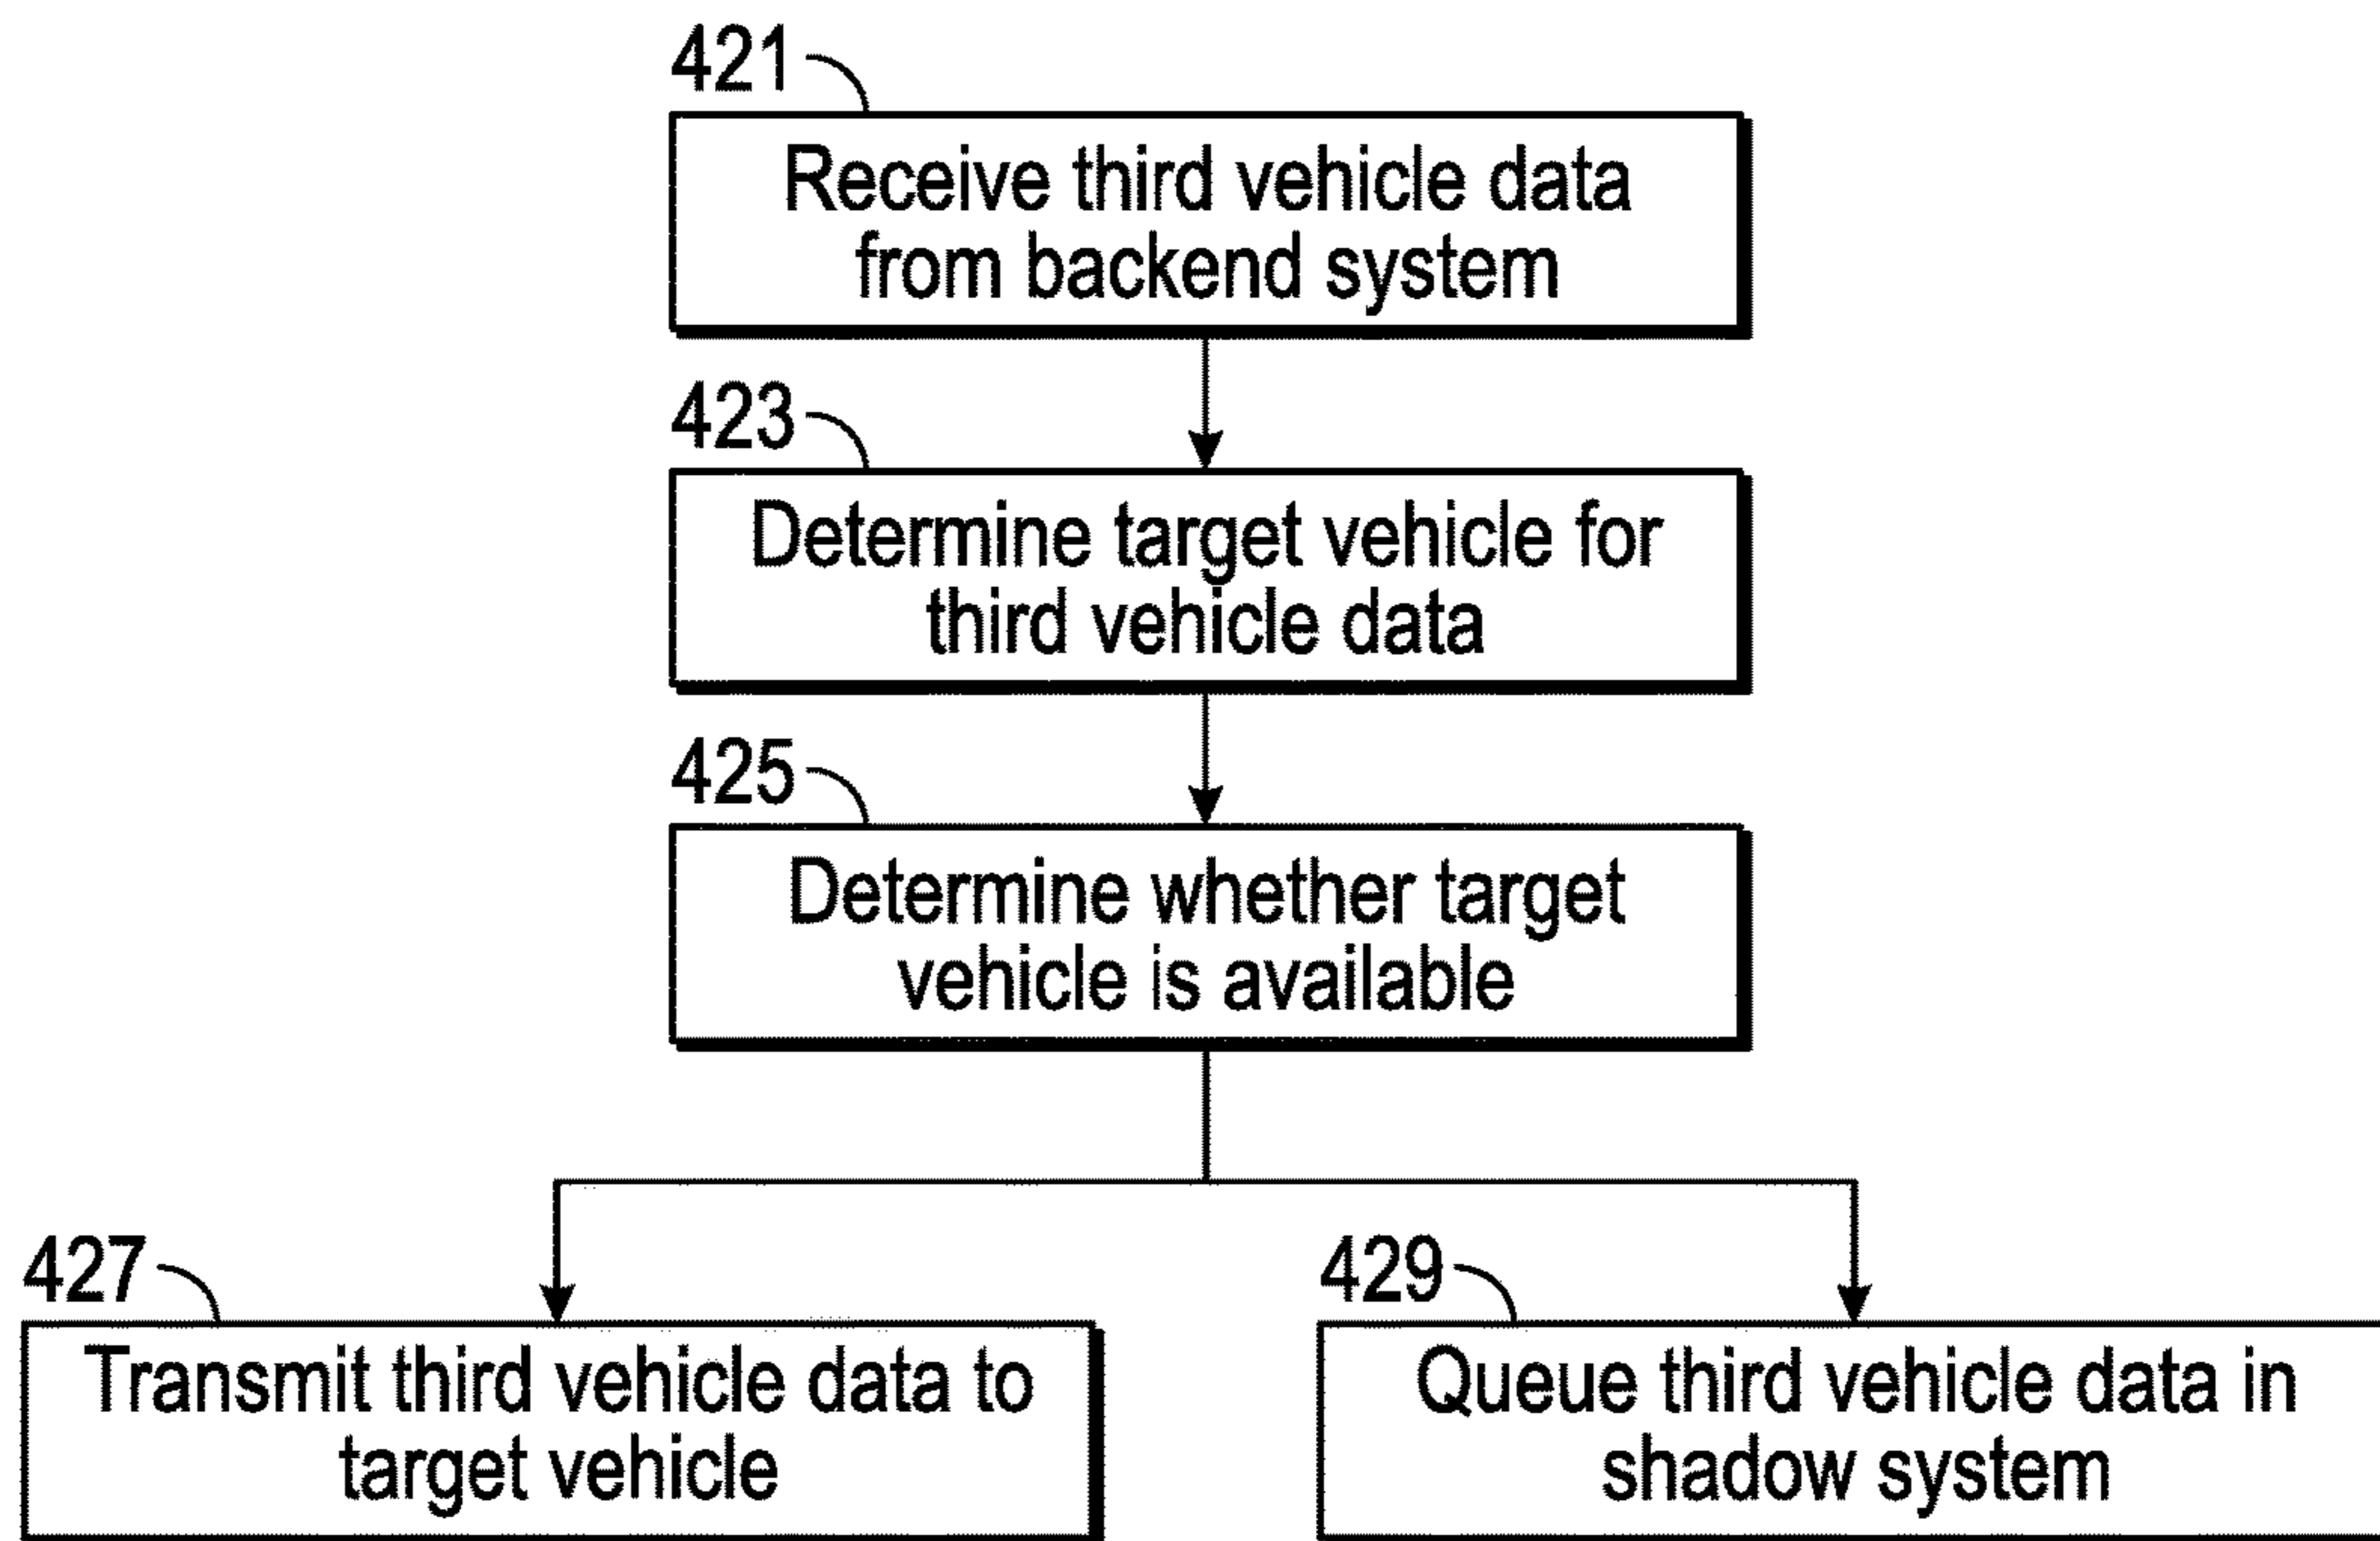 421
Receive third vehicle data
from backend system
423
Determine target vehicle for
third vehicle data
425
Determine whether target
vehicle is available
427
Transmit third vehicle data to
target vehicle
429
Queue third vehicle data in
shadow system